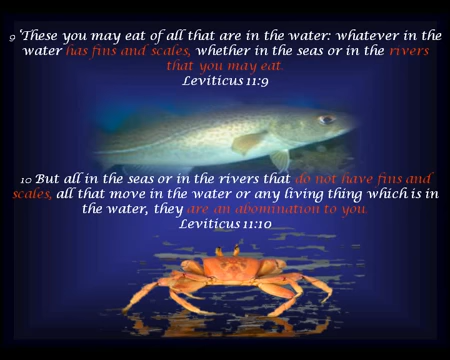 9 ‘These you may eat of all that are in the water: whatever in the
water has fins and scales, whether in the seas or in the rivers
that you may eat.
Leviticus 11:9
10 But all in the seas or in the rivers that do not have fins and
scales, all that move in the water or any living thing which is in
the water, they are an abomination to you.
Leviticus 11:10